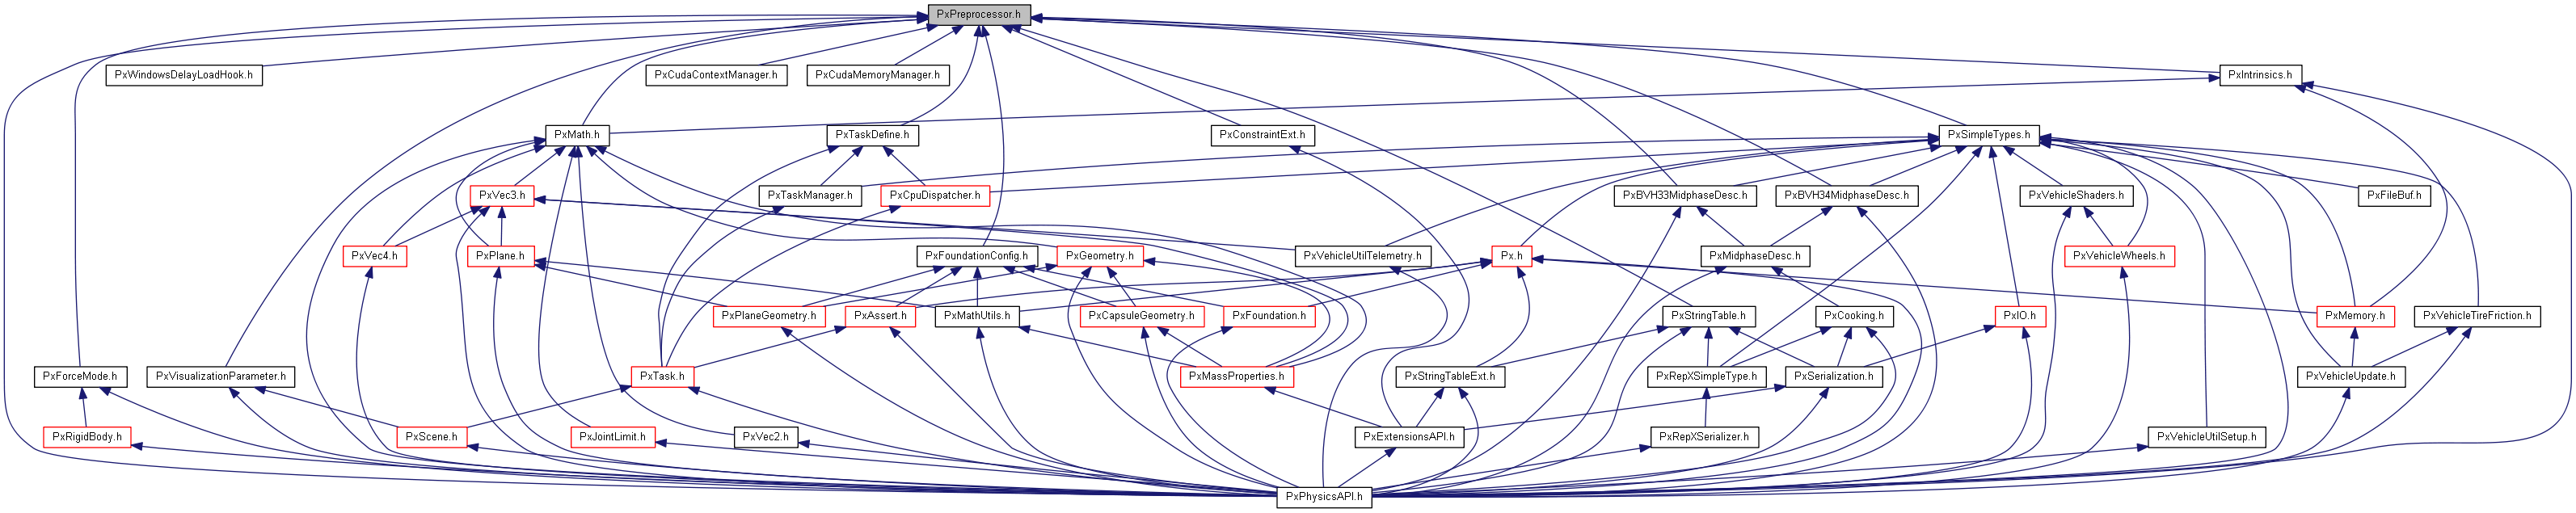 PxPreprocessor.h
PxWindowsDelayLoadHook.h
PxCudaContextManager.h
PxCudaMemoryManager.h
PxIntrinsics.h
PxMath.h
PxTaskDefine.h
PxConstraintExt.h
PxSimpleTypes.h
PxVec3.h
PxTaskManager.h
PxCpuDispatcher.h
PxBVH33MidphaseDesc.h
PxBVH34MidphaseDesc.h
PxVehicleShaders.h
PxFileBuf.h
PxVec4.h
PxPlane.h
PxFoundationConfig.h
PxGeometry.h
PxVehicleUtilTelemetry.h
Px.h
PxMidphaseDesc.h
PxVehicleWheels.h
PxPlaneGeometry.h
PxAssert.h
PxMathUtils.h
PxCapsuleGeometry.h
PxFoundation.h
PxStringTable.h
PxCooking.h
PxIO.h
PxMemory.h
PxVehicleTireFriction.h
PxForceMode.h
PxVisualizationParameter.h
PxTask.h
PxMassProperties.h
PxStringTableExt.h
PxRepXSimpleType.h
PxSerialization.h
PxVehicleUpdate.h
PxRigidBody.h
PxScene.h
PxJointLimit.h
PxVec2.h
PxExtensionsAPI.h
PxRepXSerializer.h
PxVehicleUtilSetup.h
PxPhysicsAPI.h